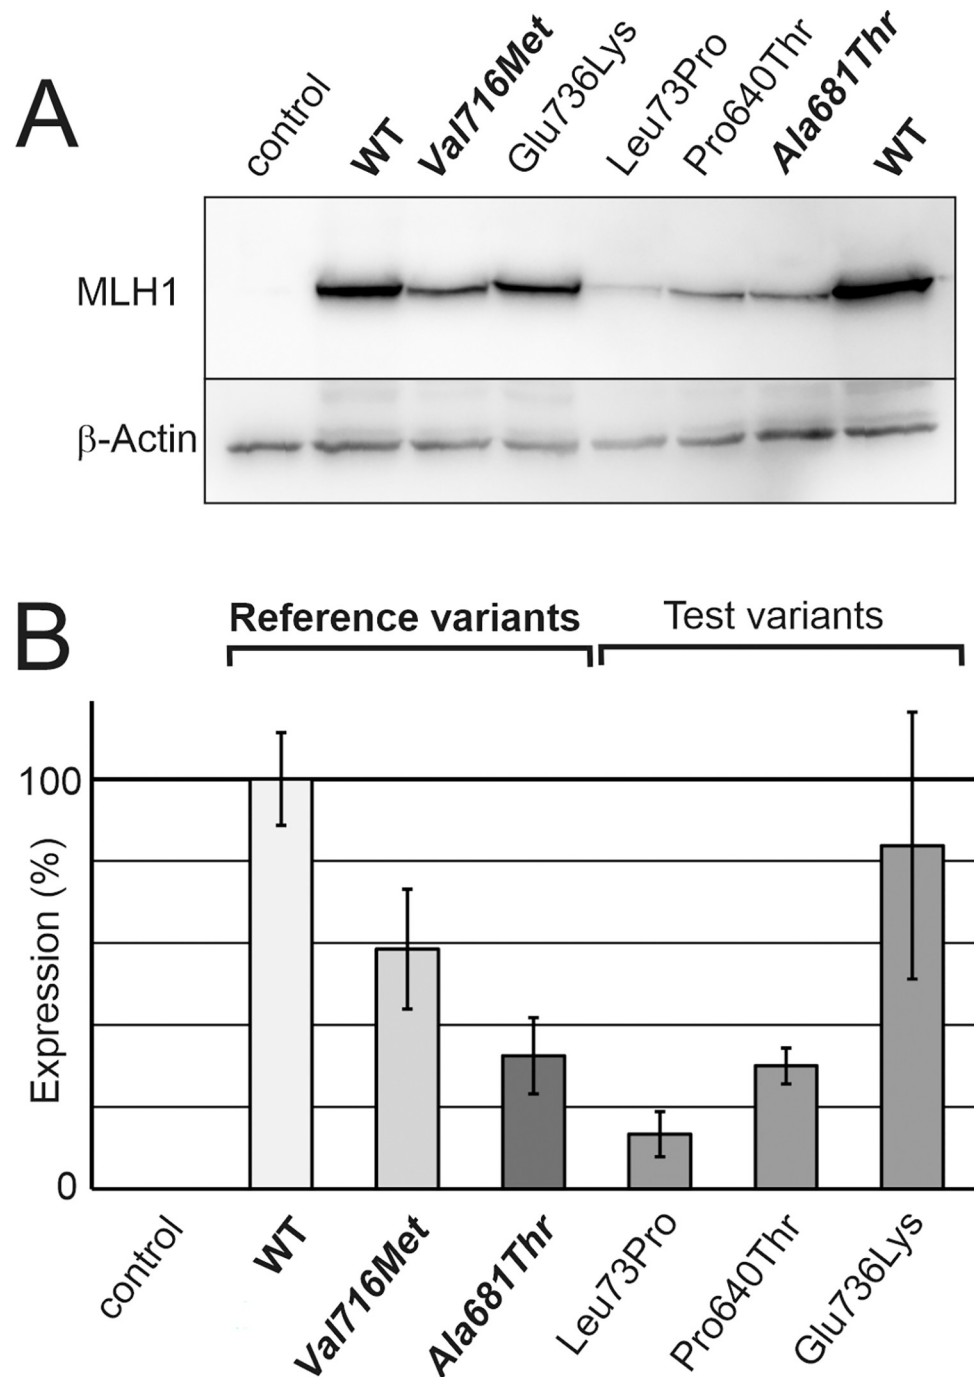 A
control
WT
Val716Met
Glu736Lys
Leu73Pro
Pro640Thr
Ala681Thr
WT
MLH1
β-Actin
B
Reference variants
Test variants
Expression (%)
100
0
control
WT
Val716Met
Ala681Thr
Leu73Pro
Pro640Thr
Glu736Lys